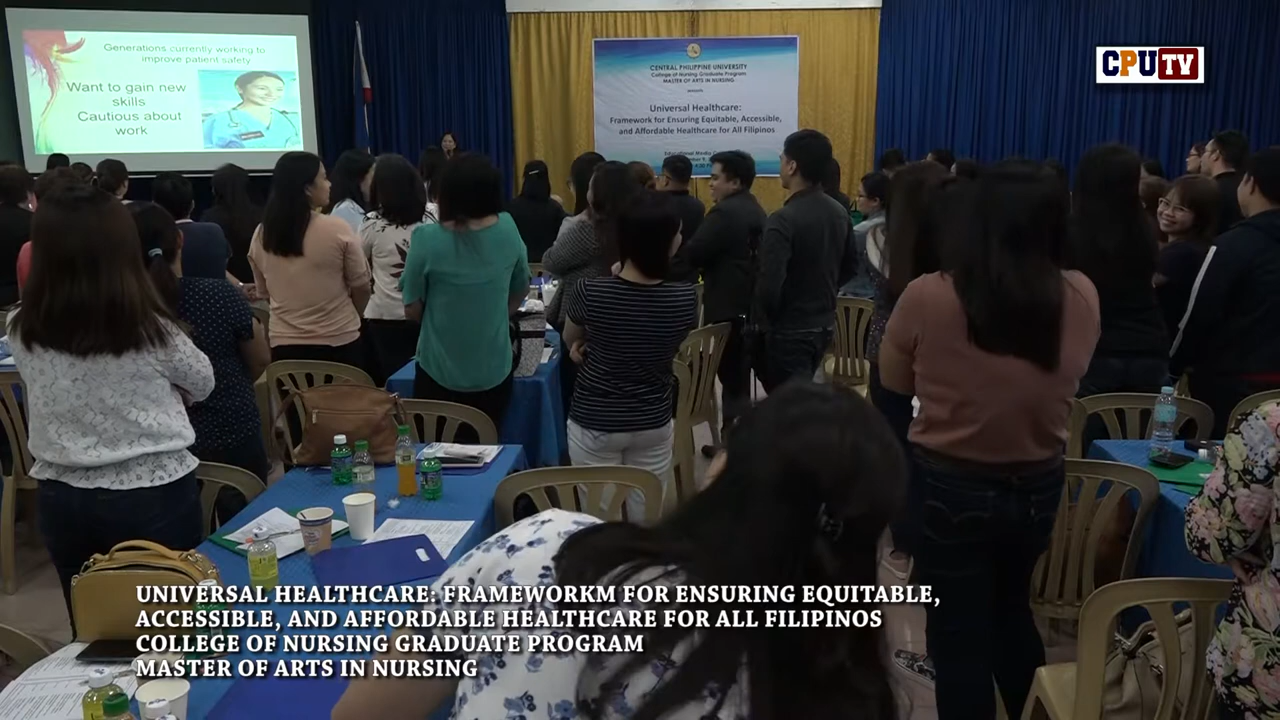 Generations currently working to
improve patient safety
Want to gain new
skills
Cautious about
work
CENTRAL PHILIPPINE UNIVERSITY
College of Nursing Graduate Program
MASTER OF ARTS IN NURSING
presents
Universal Healthcare:
Framework for Ensuring Equitable, Accessible,
and Affordable Healthcare for All Filipinos
Educational Media
CPUTV
UNIVERSAL HEALTHCARE: FRAMEWORKM FOR ENSURING EQUITABLE,
ACCESSIBLE, AND AFFORDABLE HEALTHCARE FOR ALL FILIPINOS
COLLEGE OF NURSING GRADUATE PROGRAM
MASTER OF ARTS IN NURSING